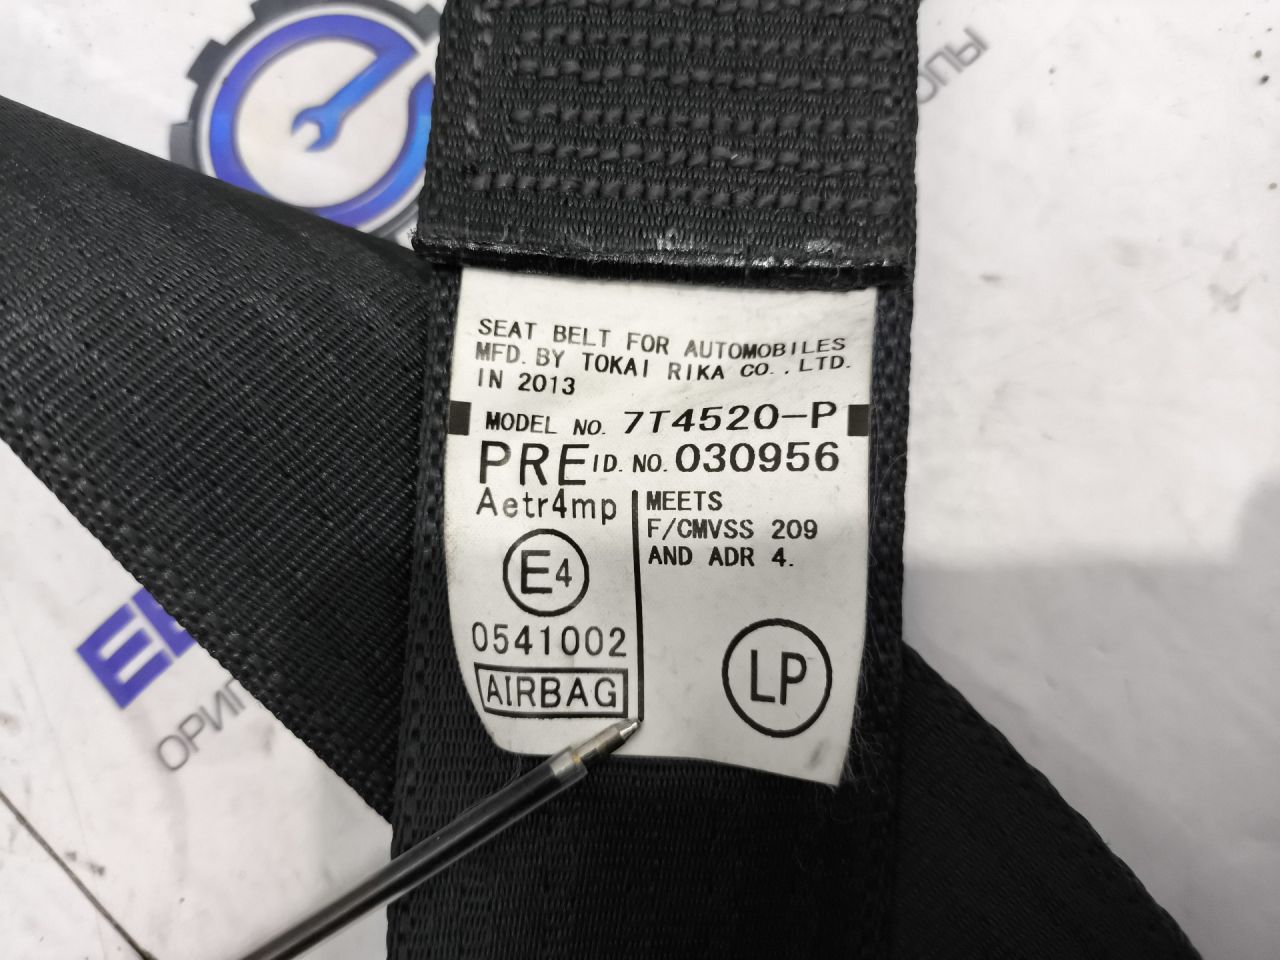 SEAT BELT FOR AUTOMOBILES
MFD. BY TOKAI RIKA CO., LTD.
IN 2013
MODEL NO. 7T4520-P
PRE ID. NO. 030956
Aetr4mp
E4
0541002
AIRBAG
MEETS
F/CMVSS 209
AND ADR 4.
LP